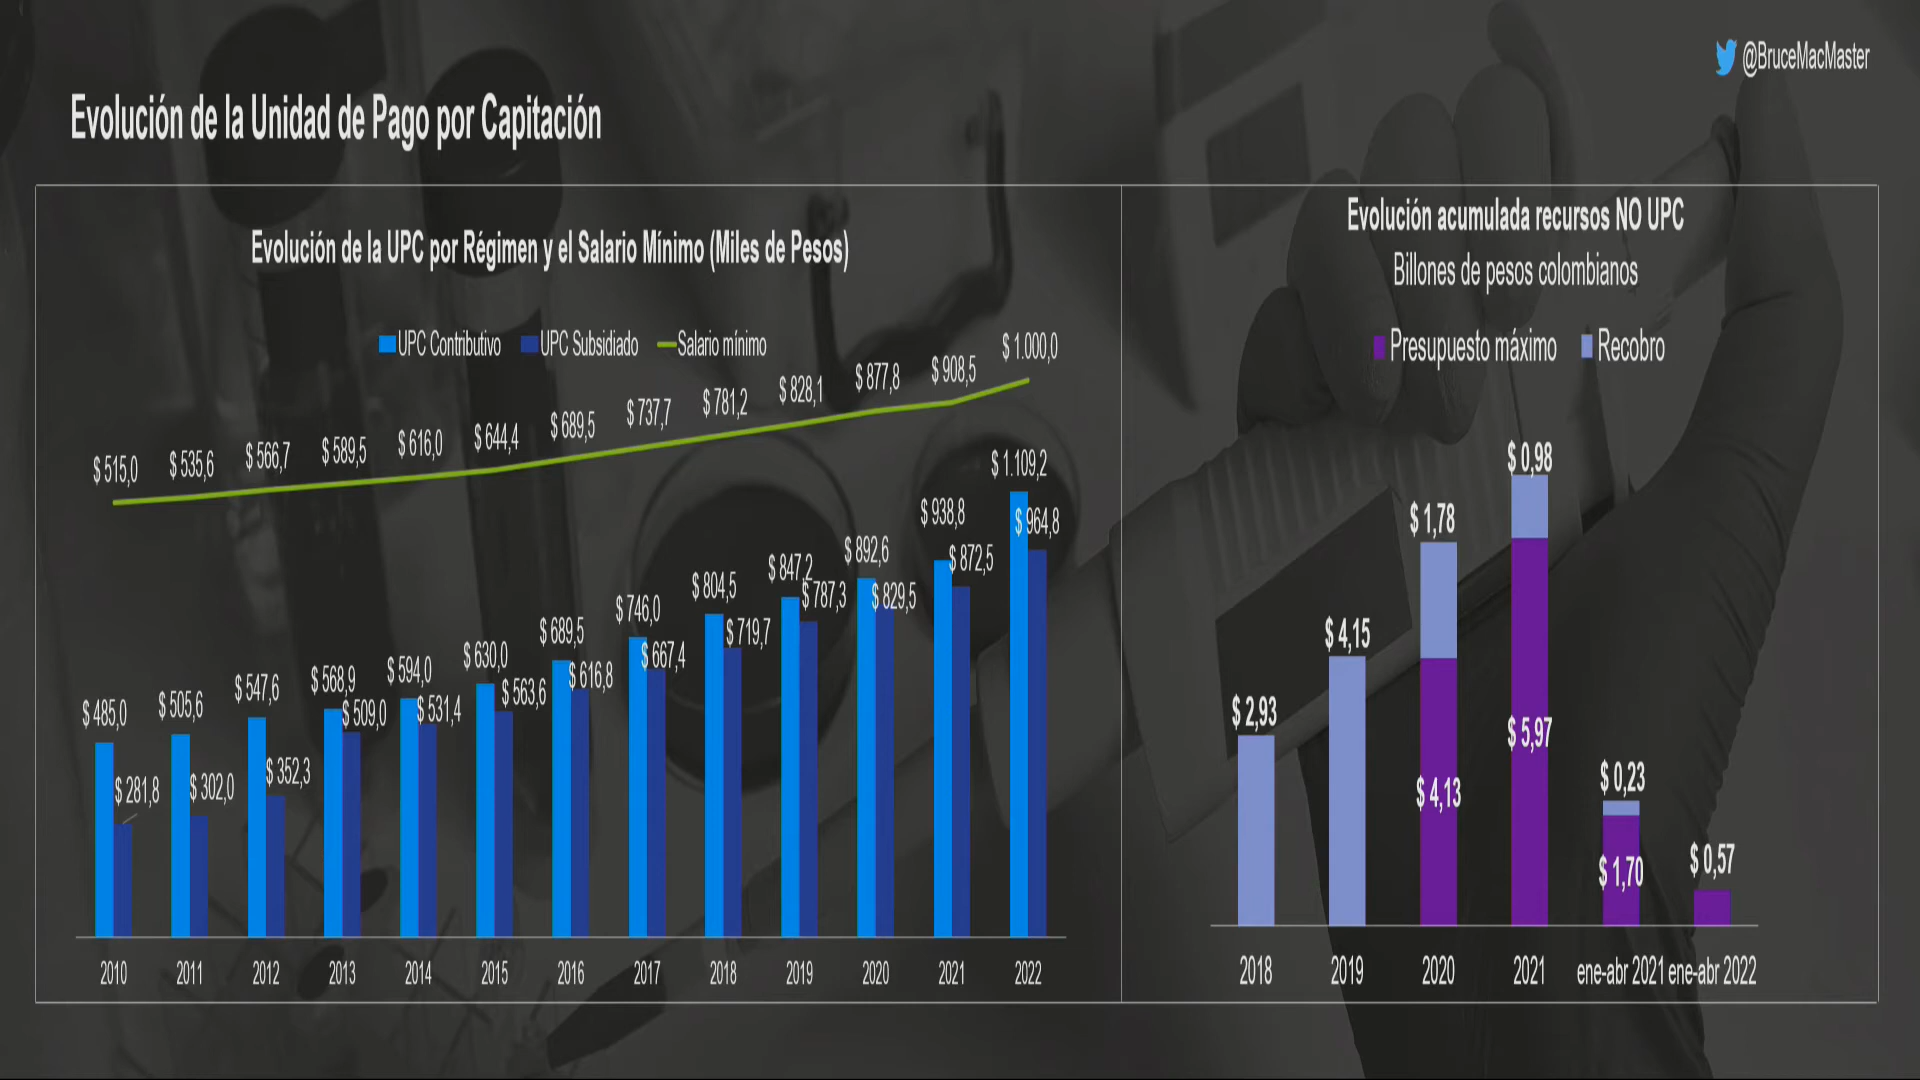 @BruceMacMaster
Evolución de la Unidad de Pago por Capitación
Evolución de la UPC por Régimen y el Salario Mínimo (Miles de Pesos)
UPC Contributivo UPC Subsidiado Salario mínimo
$ 515,0 $ 535,6 $ 566,7 $ 589,5 $ 616,0 $ 644,4 $ 689,5 $ 737,7 $ 781,2 $ 828,1 $ 877,8 $ 908,5 $ 1.000,0
$ 485,0 $ 505,6 $ 547,6 $ 568,9 $ 594,0 $ 630,0 $ 689,5 $ 746,0 $ 804,5 $ 847,2 $ 892,6 $ 938,8 $ 1.109,2
$ 281,8 $ 302,0 $ 352,3 $ 509,0 $ 531,4 $ 563,6 $ 616,8 $ 667,4 $ 719,7 $ 787,3 $ 829,5 $ 872,5 $ 964,8
2010 2011 2012 2013 2014 2015 2016 2017 2018 2019 2020 2021 2022
Evolución acumulada recursos NO UPC
Billones de pesos colombianos
Presupuesto máximo Recobro
$ 2,93 $ 4,15 $ 1,78 $ 0,98 $ 0,23
$ 4,13 $ 5,97 $ 1,70 $ 0,57
2018 2019 2020 2021 ene-abr 2021 ene-abr 2022